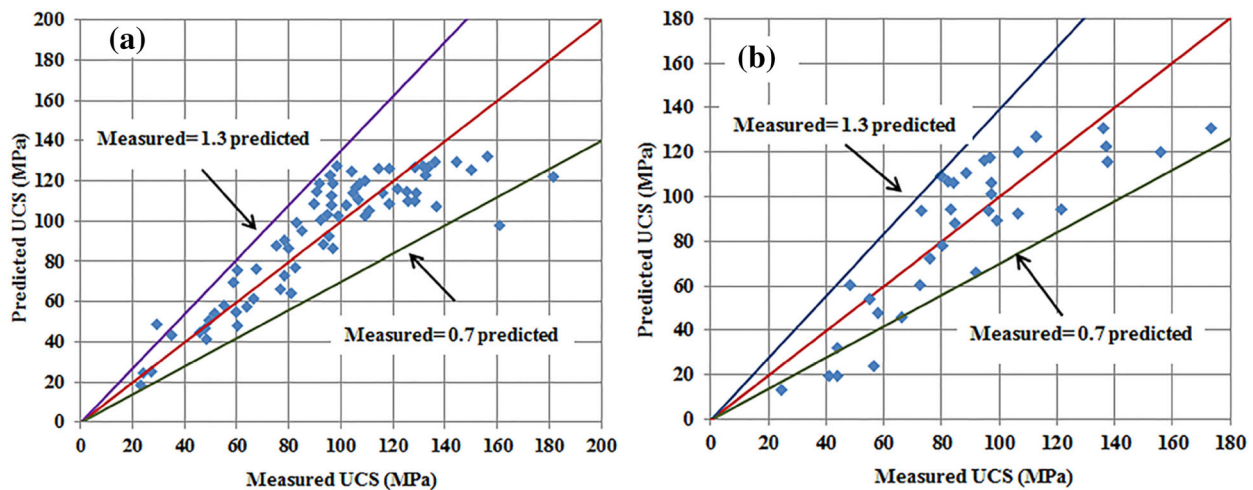 (a)
Predicted UCS (MPa)
200
180
160
140
120
100
80
60
40
20
0
Measured= 1.3 predicted
Measured= 0.7 predicted
0 20 40 60 80 100 120 140 160 180 200
Measured UCS (MPa)
(b)
Predicted UCS (MPa)
180
160
140
120
100
80
60
40
20
0
Measured= 1.3 predicted
Measured= 0.7 predicted
0 20 40 60 80 100 120 140 160 180
Measured UCS (MPa)